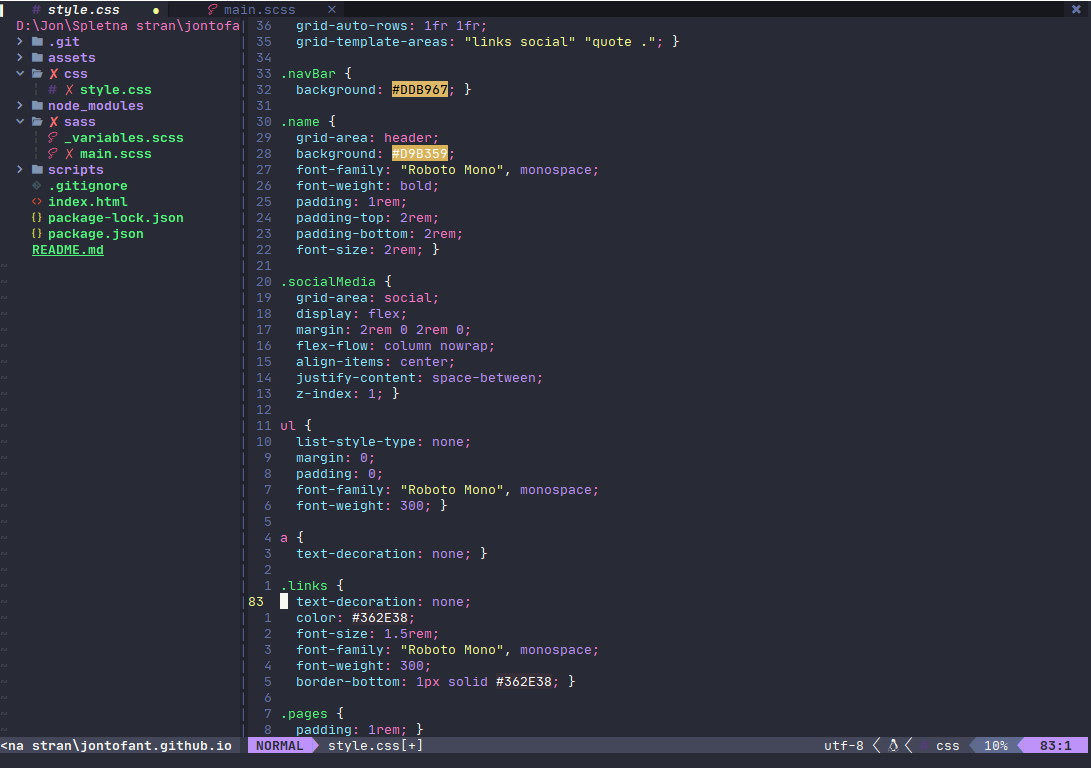 # style.css ● main.scss ✕ ✖
D:\Jon\Spletna stran\jontofa
> .git
> assets
✗ css
# ✗ style.css
> node_modules
✗ sass
_variables.scss
✗ main.scss
> scripts
.gitignore
<> index.html
{} package-lock.json
{} package.json
README.md
36 grid-auto-rows: 1fr 1fr;
35 grid-template-areas: "links social" "quote ."; }
34
33 .navBar {
32 background: #DDB967; }
31
30 .name {
29 grid-area: header;
28 background: #D9B359;
27 font-family: "Roboto Mono", monospace;
26 font-weight: bold;
25 padding: 1rem;
24 padding-top: 2rem;
23 padding-bottom: 2rem;
22 font-size: 2rem; }
21
20 .socialMedia {
19 grid-area: social;
18 display: flex;
17 margin: 2rem 0 2rem 0;
16 flex-flow: column nowrap;
15 align-items: center;
14 justify-content: space-between;
13 z-index: 1; }
12
11 ul {
10 list-style-type: none;
9 margin: 0;
8 padding: 0;
7 font-family: "Roboto Mono", monospace;
6 font-weight: 300; }
5
4 a {
3 text-decoration: none; }
2
1 .links {
83 text-decoration: none;
1 color: #362E38;
2 font-size: 1.5rem;
3 font-family: "Roboto Mono", monospace;
4 font-weight: 300;
5 border-bottom: 1px solid #362E38; }
6
7 .pages {
8 padding: 1rem; }
<na stran\jontofant.github.io NORMAL style.css[+] utf-8 css 10% 83:1